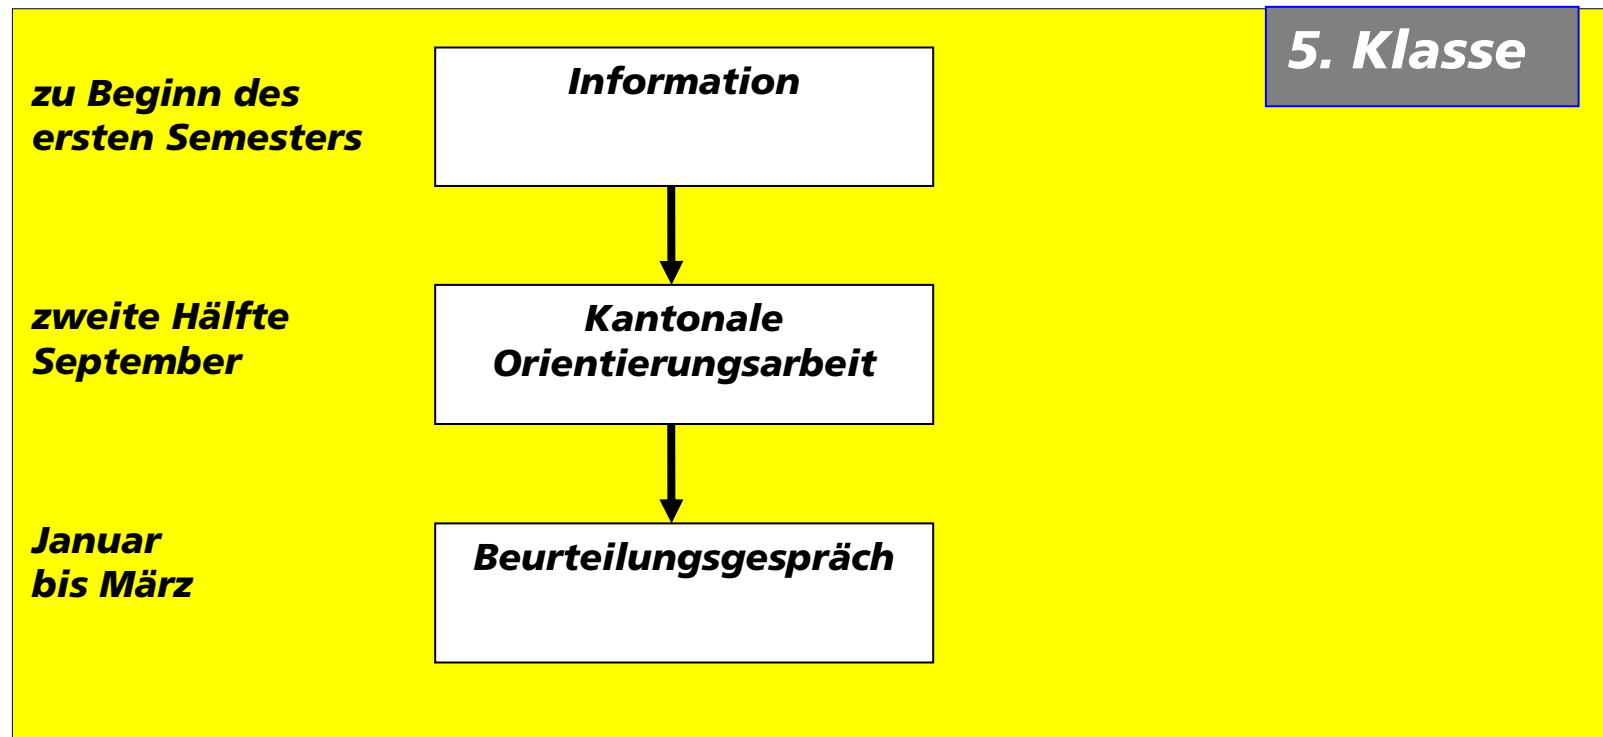 5. Klasse
zu Beginn des
ersten Semesters
Information
zweite Hälfte
September
Kantonale
Orientierungsarbeit
Januar
bis März
Beurteilungsgespräch